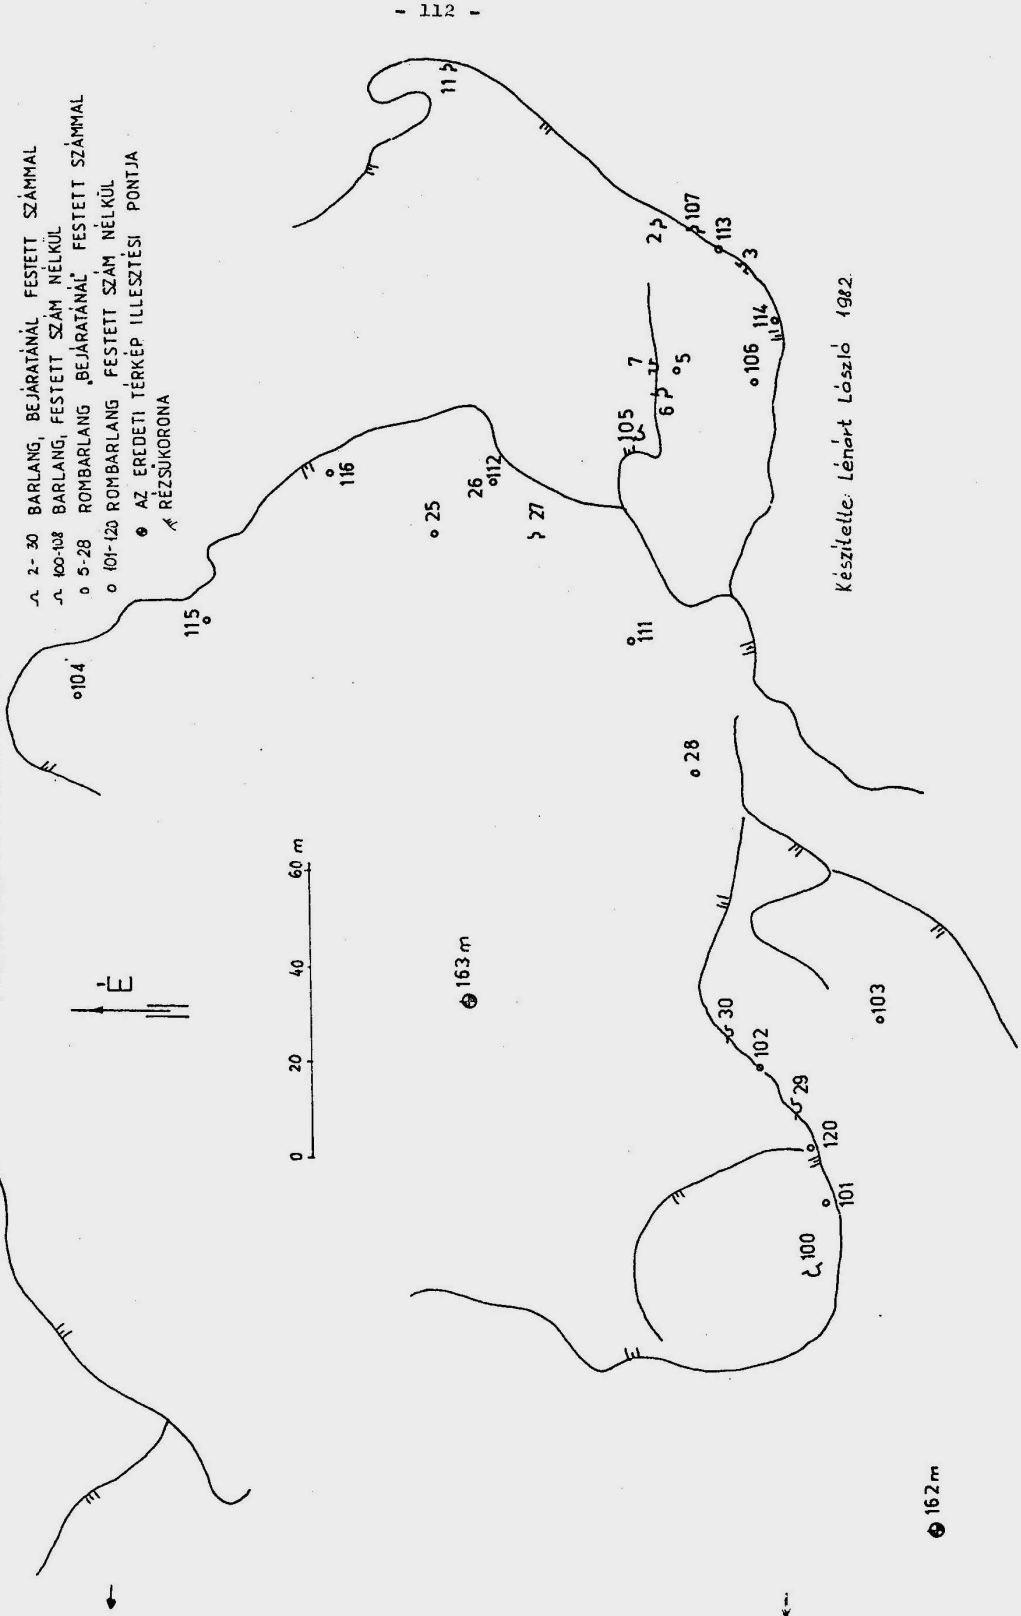 - 112 -
2-30 BARLANG, BEJÁRATÁNÁL FESTETT SZÁMMAL
100-108 BARLANG, FESTETT SZÁM NÉLKÜL
5-28 ROMBARLANG „BEJÁRATÁNÁL” FESTETT SZÁMMAL
101-120 ROMBARLANG FESTETT SZÁM NÉLKÜL
AZ EREDETI TÉRKÉP ILLESZTÉSI PONTJA
RÉZSŰKORONA
É
0 20 40 60 m
104
115
116
11
25
26
112
27
163 m
2
107
113
3
7
105
6
5
114
106
111
28
30
102
29
103
120
101
100
162 m
Készítette: Lénárt László 1982.